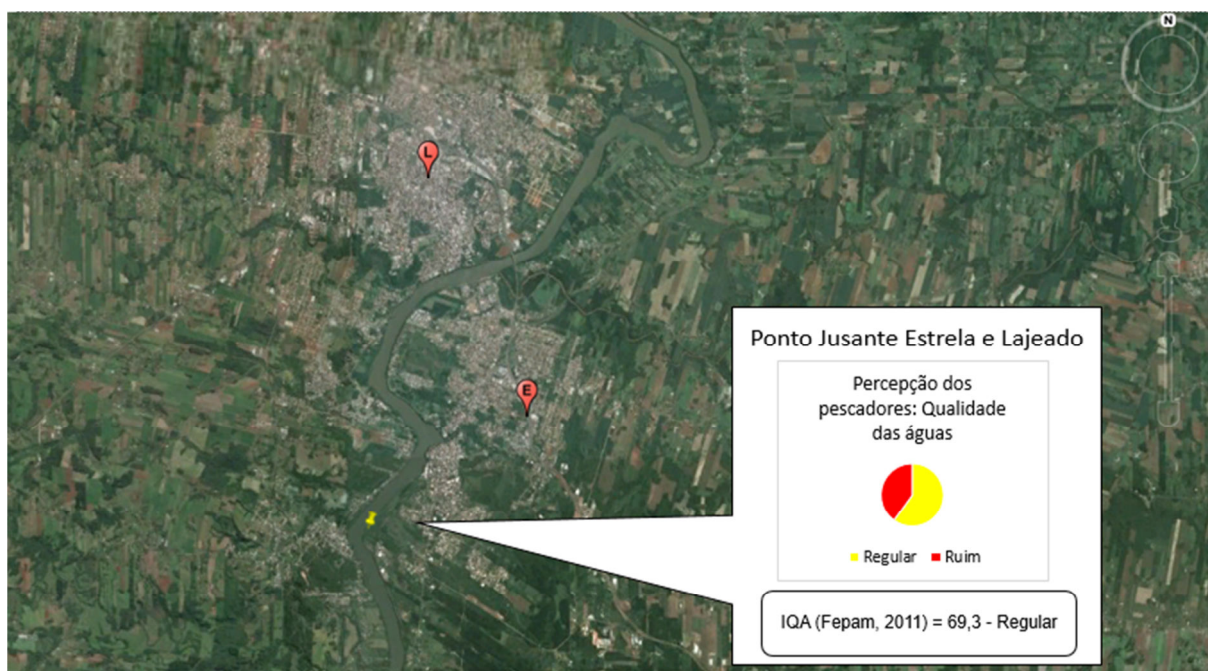 N
L
E
Ponto Jusante Estrela e Lajeado
Percepção dos
pescadores: Qualidade
das águas
Regular Ruim
IQA (Fepam, 2011) = 69,3 - Regular